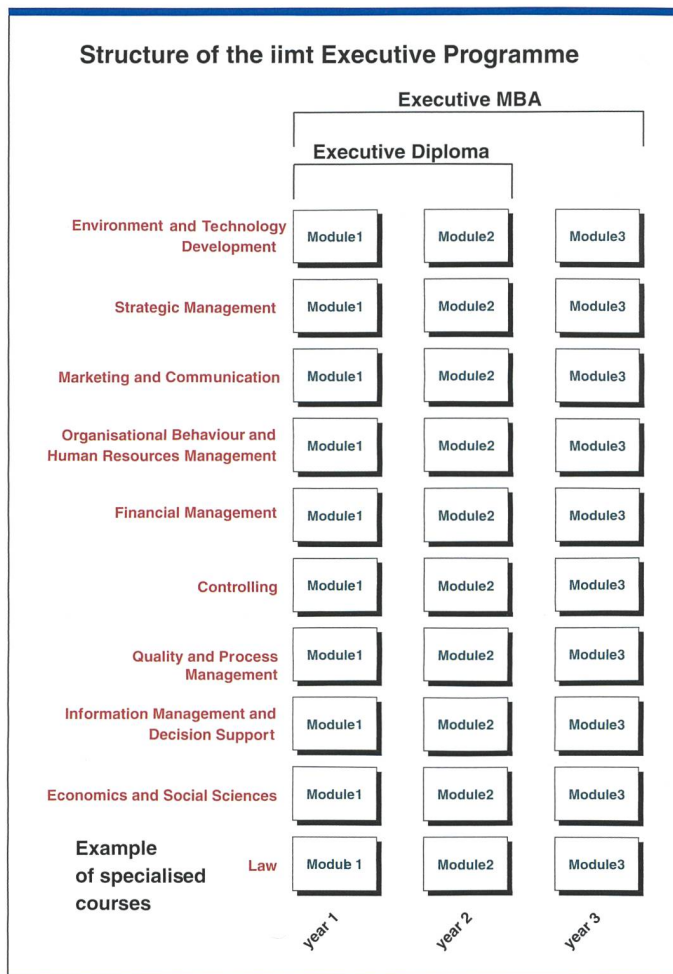 Structure of the iimt Executive Programme
Executive MBA
Executive Diploma
Environment and Technology
Development
Module1
Module2
Module3
Strategic Management
Module1
Module2
Module3
Marketing and Communication
Module1
Module2
Module3
Organisational Behaviour and
Human Resources Management
Module1
Module2
Module3
Financial Management
Module1
Module2
Module3
Controlling
Module1
Module2
Module3
Quality and Process
Management
Module1
Module2
Module3
Information Management and
Decision Support
Module1
Module2
Module3
Economics and Social Sciences
Module1
Module2
Module3
Example
of specialised
courses
Law
Module 1
Module2
Module3
year 1
year 2
year 3